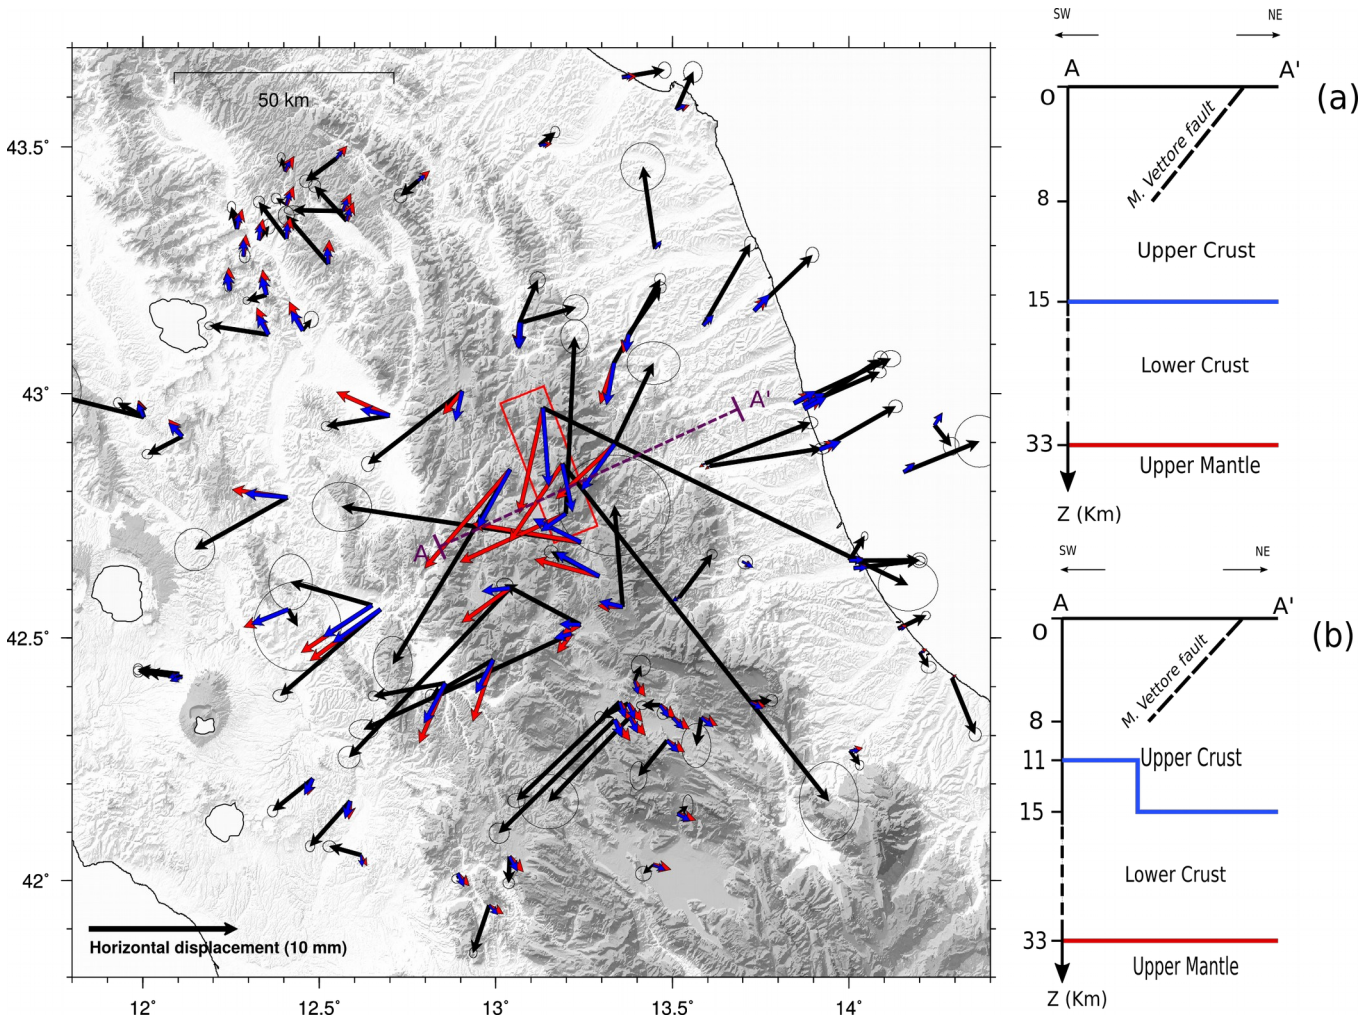 50 km
43.5
43
42.5
42
12˚
12.5
13˚
13.5
14˚
A
A'
Horizontal displacement (10 mm)
SW
NE
A
A'
(a)
O
M. Vettore fault
8
Upper Crust
15
Lower Crust
33
Upper Mantle
Z (Km)
SW
NE
A
A'
O
(b)
M. Vettore fault
8
11
Upper Crust
15
Lower Crust
33
Upper Mantle
Z (Km)